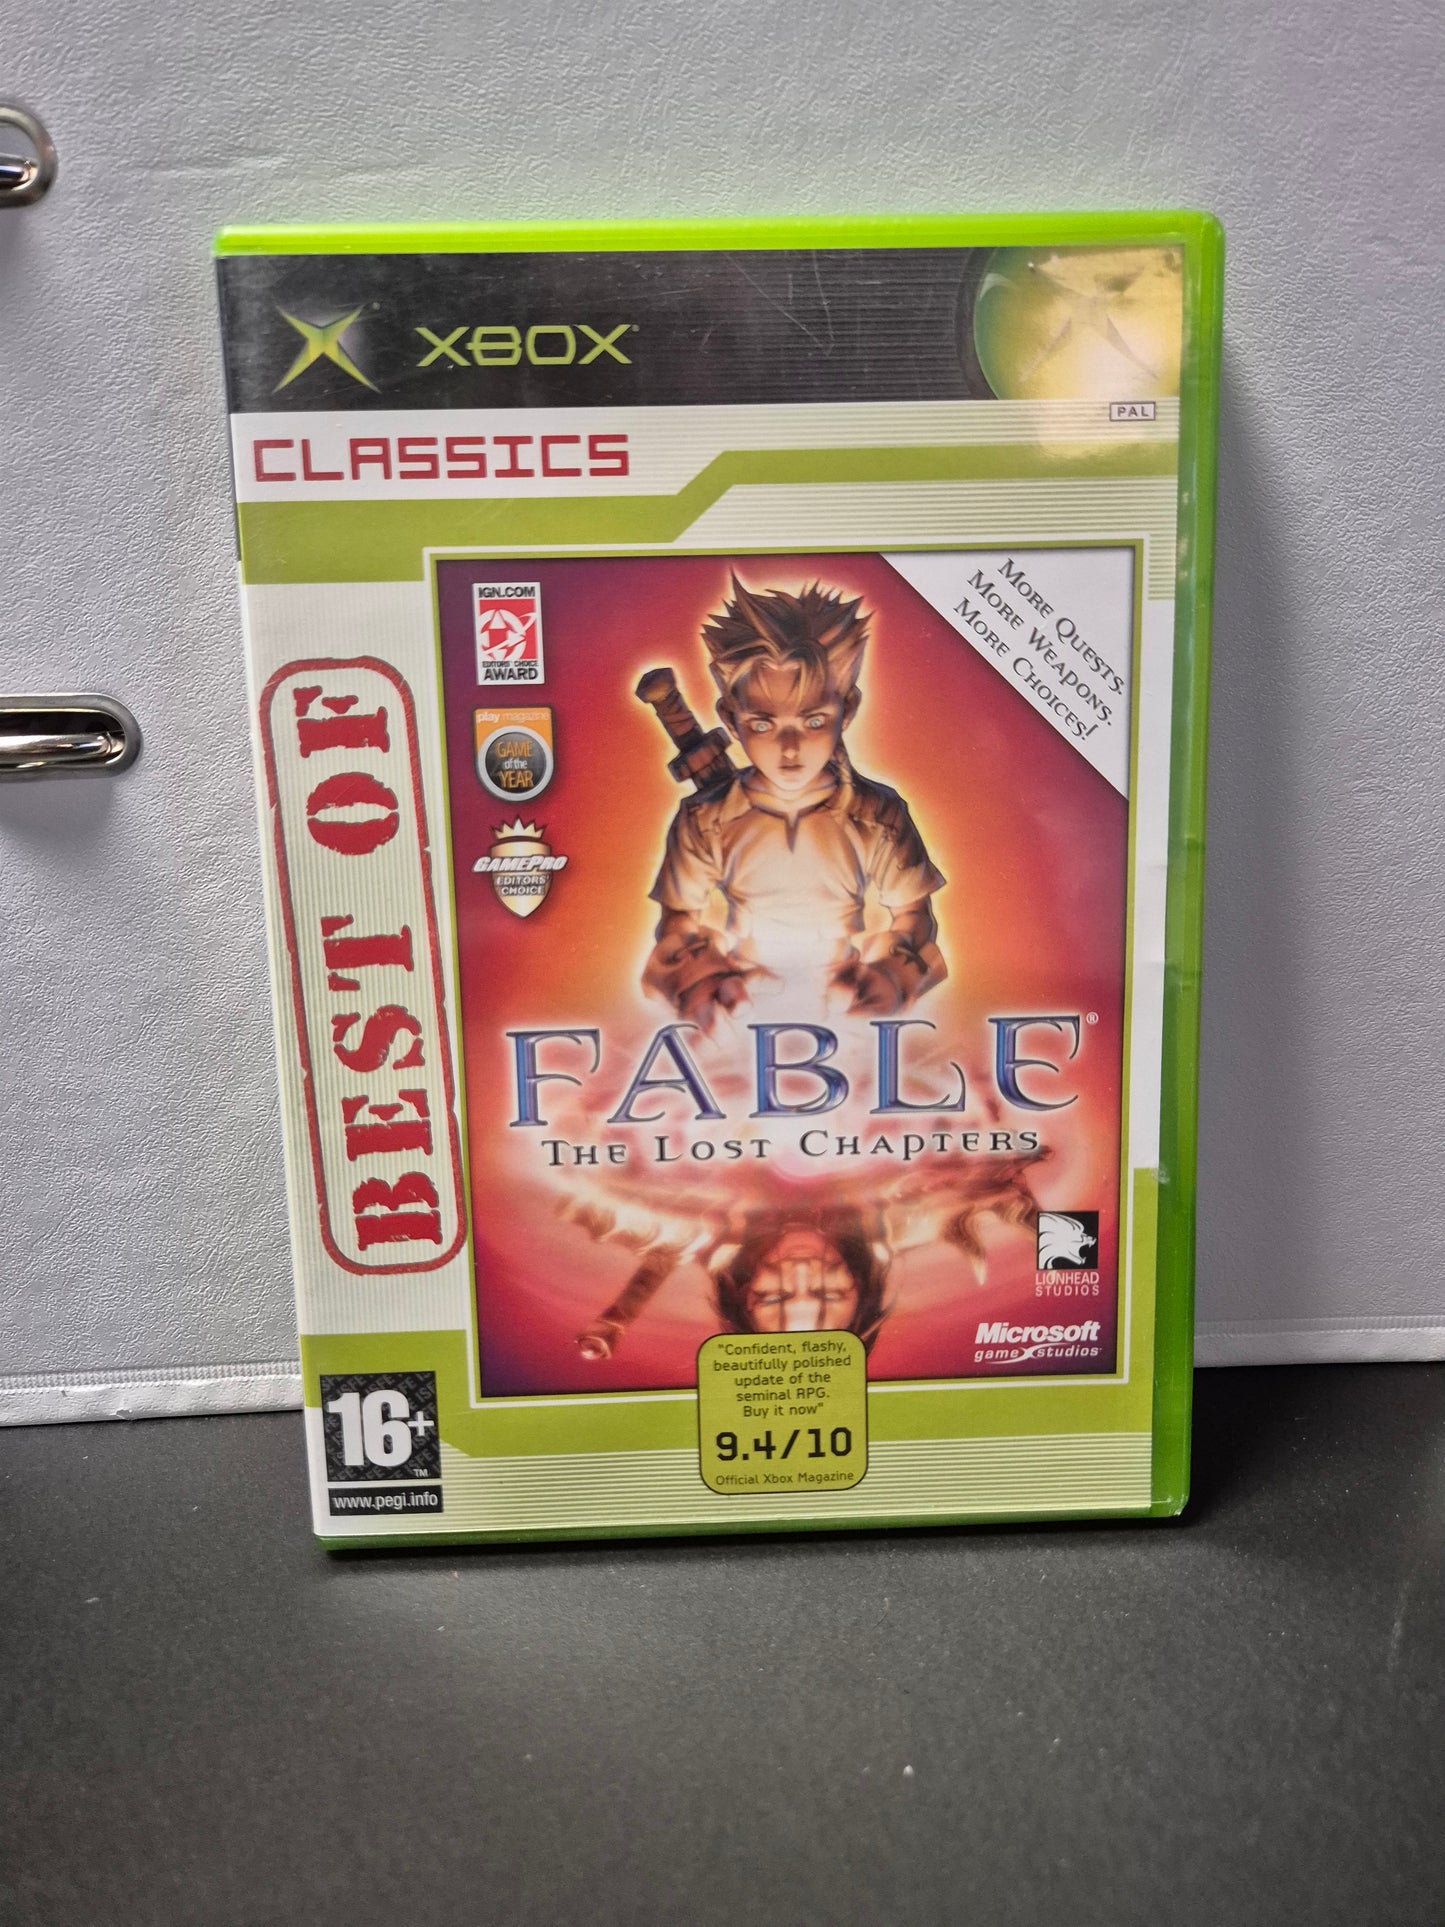 XBOX
PAL
CLASSICS
BEST OF
IGN.COM
EDITORS' CHOICE
AWARD
play magazine
GAME
of the
YEAR
GAMEPRO
EDITORS'
CHOICE
More Quests.
More Weapons.
More Choices!
FABLE®
The Lost Chapters
LIONHEAD
STUDIOS
Microsoft
game studios
"Confident, flashy,
beautifully polished
update of the
seminal RPG.
Buy it now"
9.4/10
Official Xbox Magazine
16+
TM
www.pegi.info